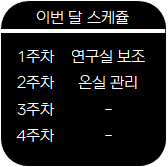 이번 달 스케쥴
1주차 연구실 보조
2주차 온실 관리
3주차 -
4주차 -